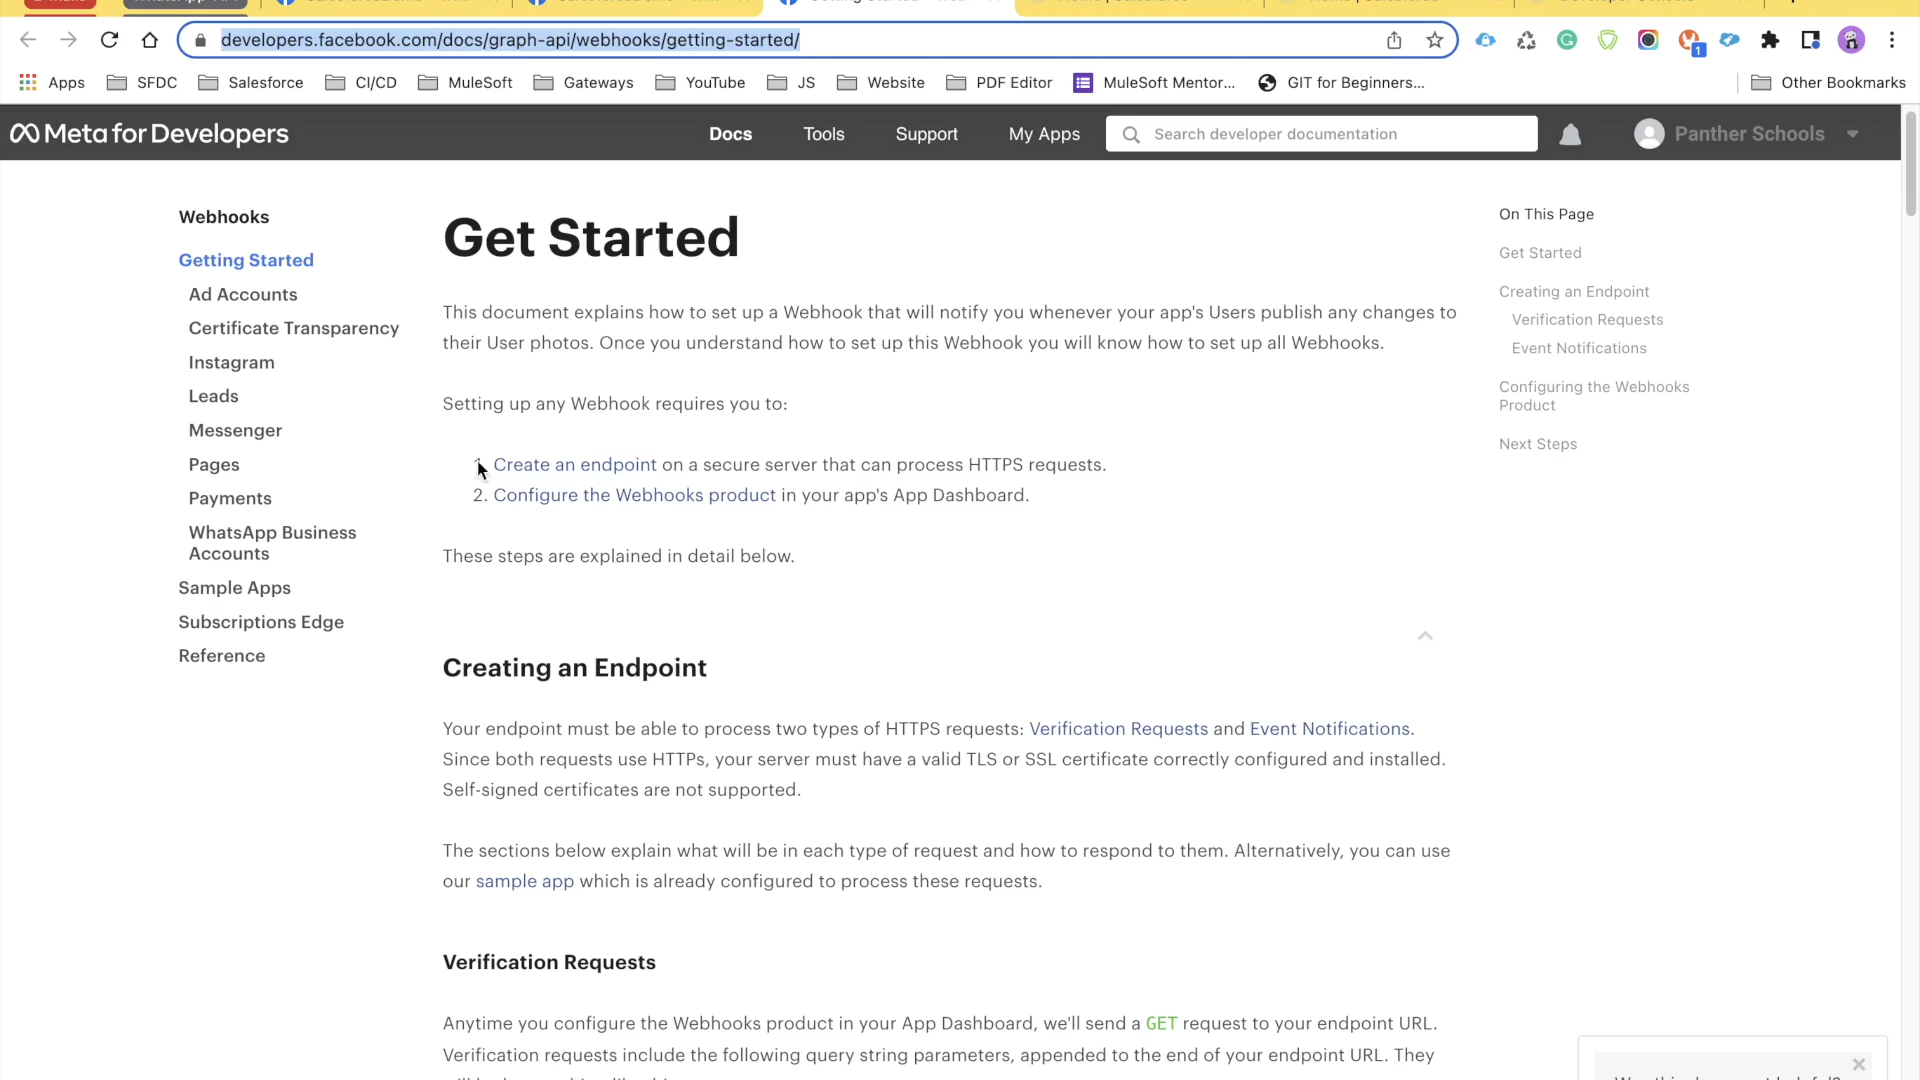 developers.facebook.com/docs/graph-api/webhooks/getting-started/
1
Apps SFDC Salesforce CI/CD MuleSoft Gateways YouTube JS Website PDF Editor MuleSoft Mentor... GIT for Beginners... Other Bookmarks
Meta for Developers
Docs Tools Support My Apps Search developer documentation Panther Schools
Webhooks
Getting Started
Ad Accounts
Certificate Transparency
Instagram
Leads
Messenger
Pages
Payments
WhatsApp Business
Accounts
Sample Apps
Subscriptions Edge
Reference
Get Started
This document explains how to set up a Webhook that will notify you whenever your app's Users publish any changes to
their User photos. Once you understand how to set up this Webhook you will know how to set up all Webhooks.
Setting up any Webhook requires you to:
Create an endpoint on a secure server that can process HTTPS requests.
2. Configure the Webhooks product in your app's App Dashboard.
These steps are explained in detail below.
Creating an Endpoint
Your endpoint must be able to process two types of HTTPS requests: Verification Requests and Event Notifications.
Since both requests use HTTPs, your server must have a valid TLS or SSL certificate correctly configured and installed.
Self-signed certificates are not supported.
The sections below explain what will be in each type of request and how to respond to them. Alternatively, you can use
our sample app which is already configured to process these requests.
Verification Requests
Anytime you configure the Webhooks product in your App Dashboard, we'll send a GET request to your endpoint URL.
Verification requests include the following query string parameters, appended to the end of your endpoint URL. They
On This Page
Get Started
Creating an Endpoint
Verification Requests
Event Notifications
Configuring the Webhooks
Product
Next Steps